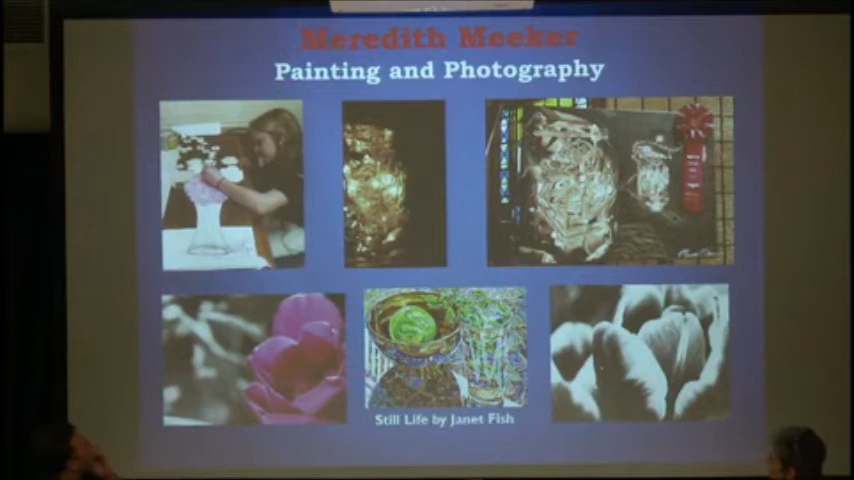 Meredith Meeker
Painting and Photography
Still Life by Janet Fish